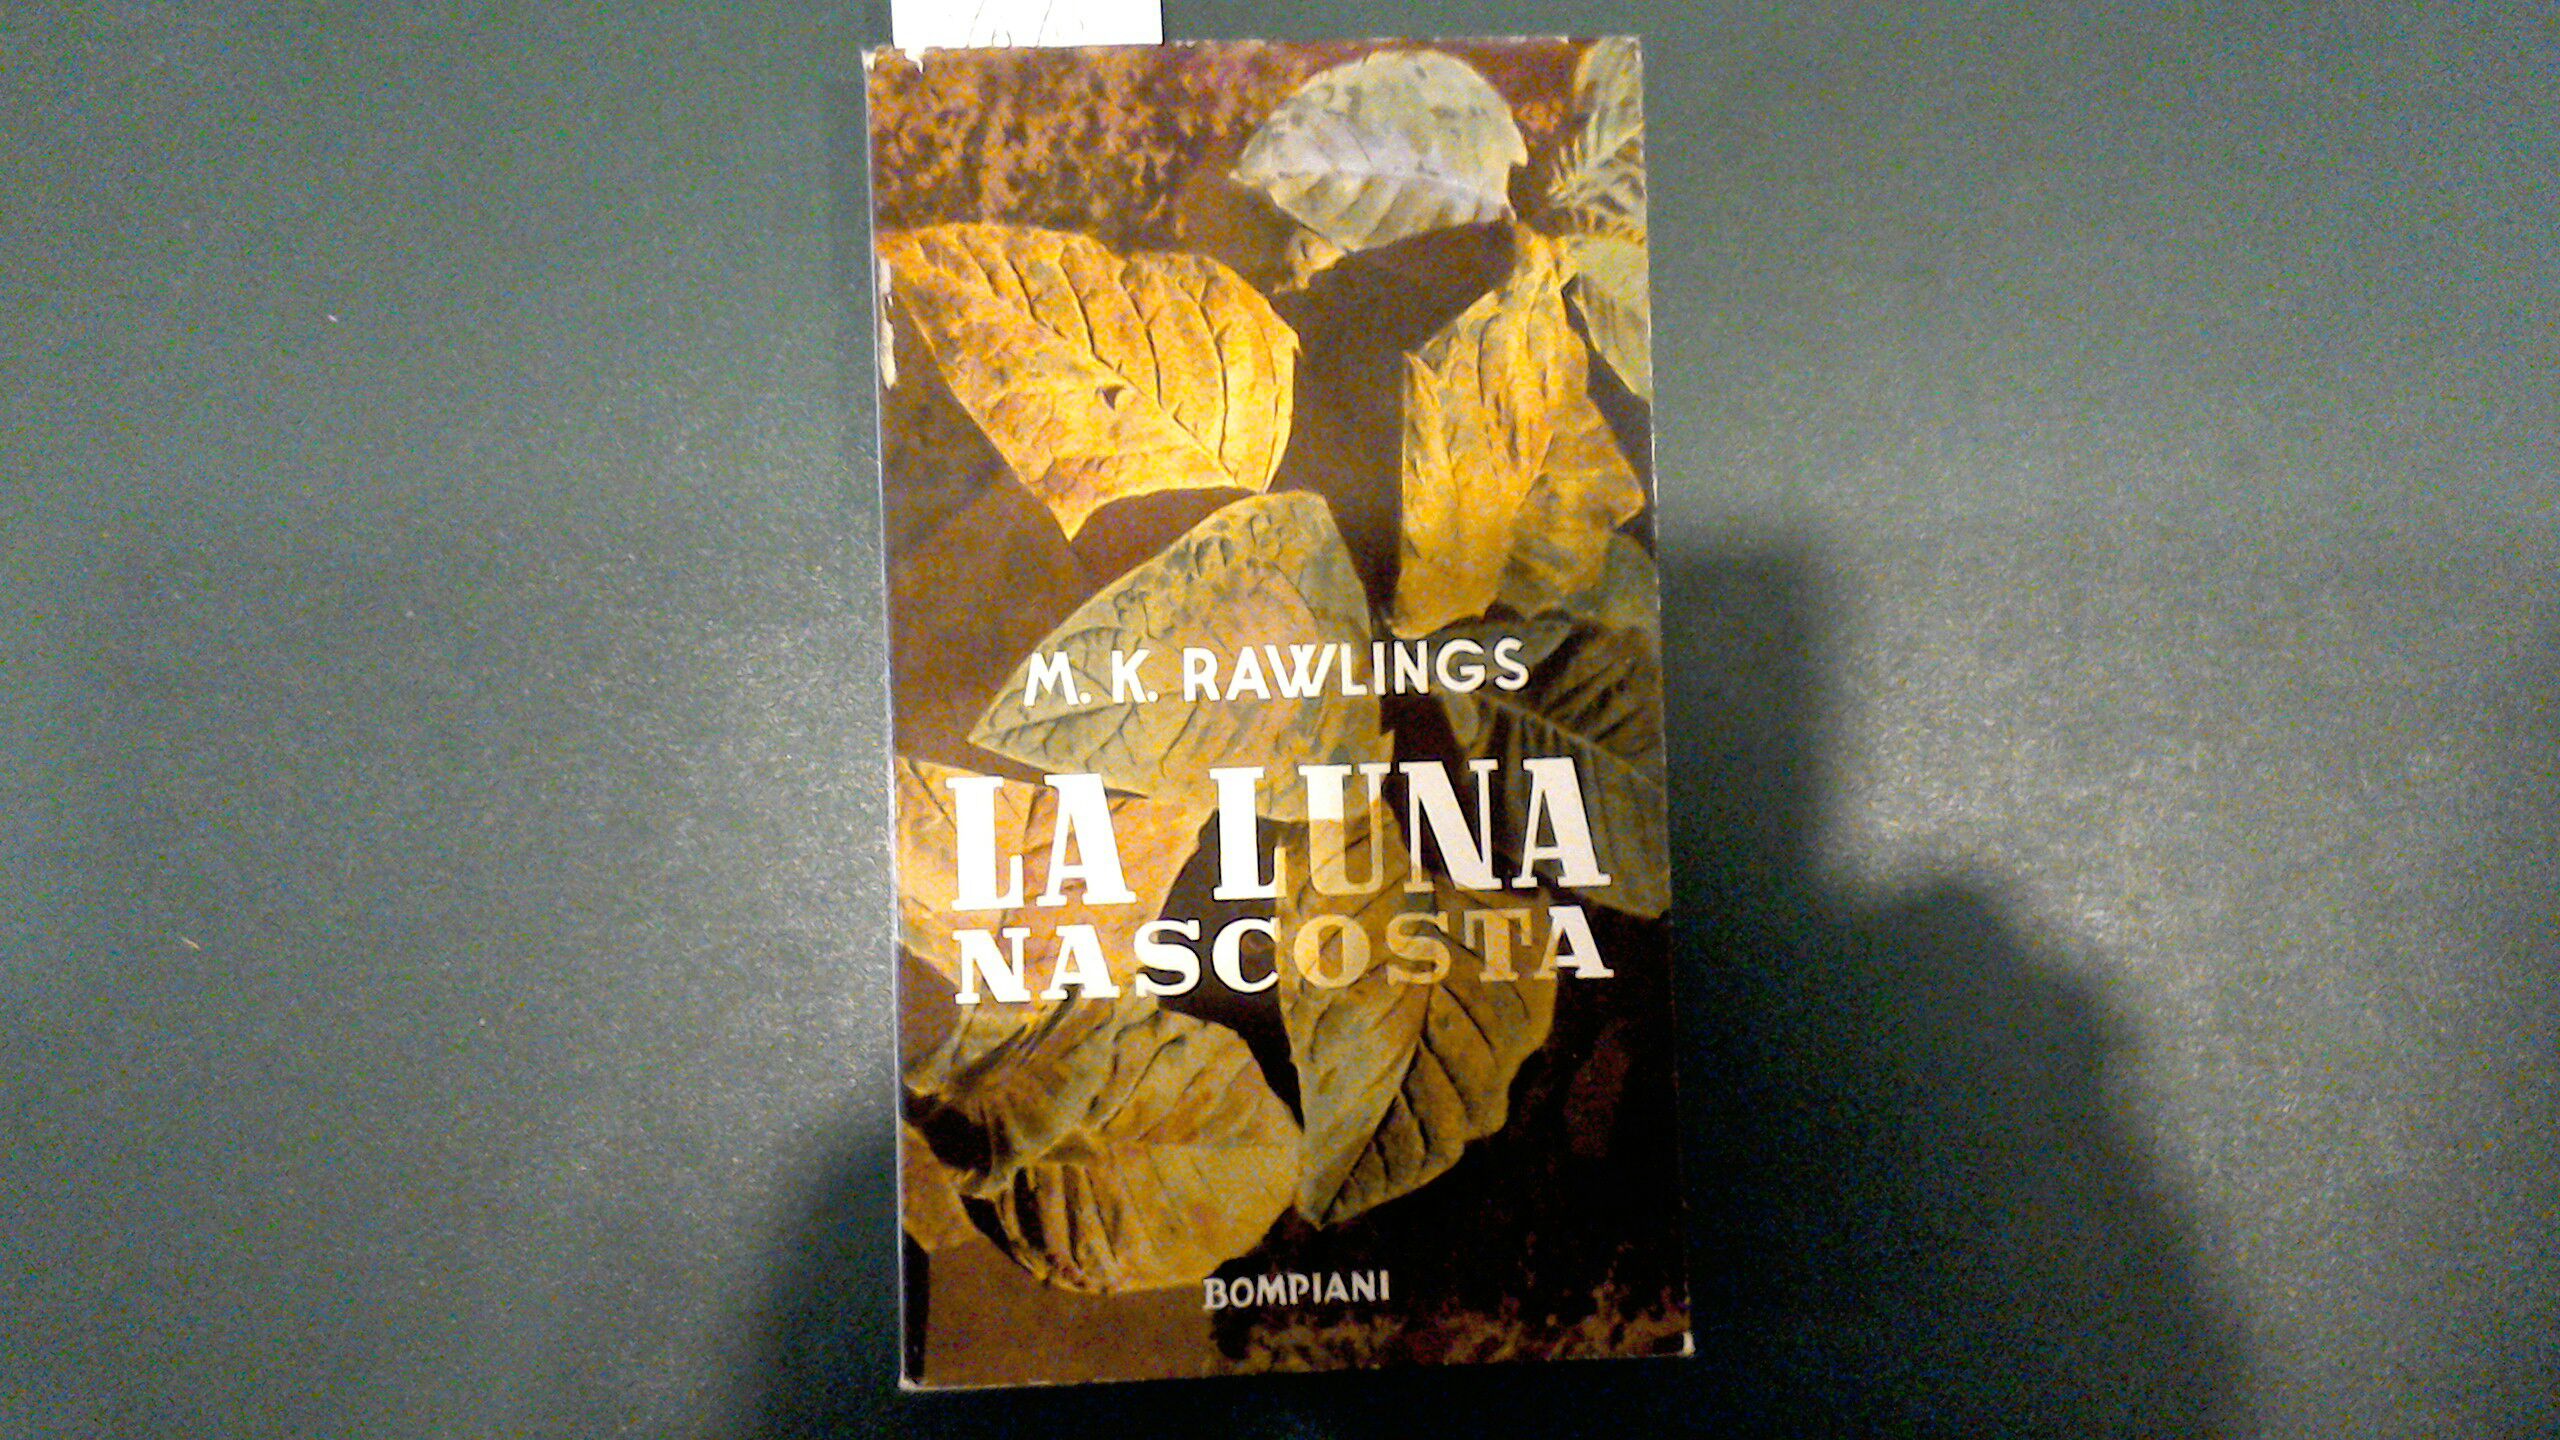 M. K. RAWLINGS
LA LUNA
NASCOSTA
BOMPIANI